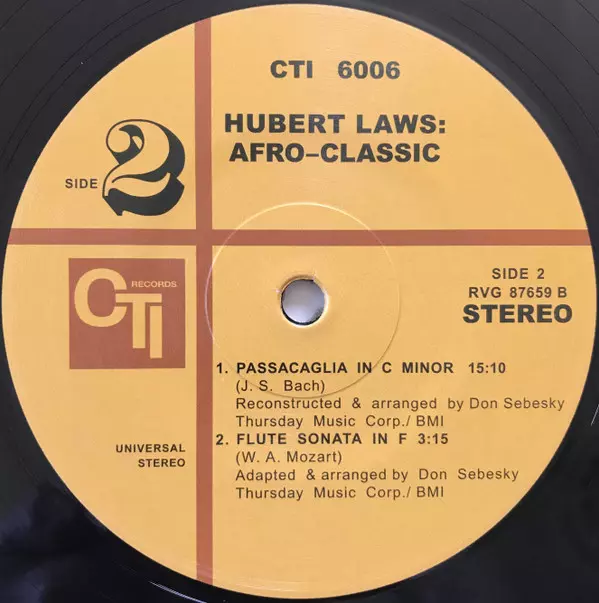 CTI 6006
HUBERT LAWS:
AFRO-CLASSIC
SIDE 2
CTI RECORDS
SIDE 2
RVG 87659 B
STEREO
1. PASSACAGLIA IN C MINOR 15:10
(J. S. Bach)
Reconstructed & arranged by Don Sebesky
Thursday Music Corp./ BMI
2. FLUTE SONATA IN F 3:15
(W. A. Mozart)
Adapted & arranged by Don Sebesky
Thursday Music Corp./ BMI
UNIVERSAL
STEREO